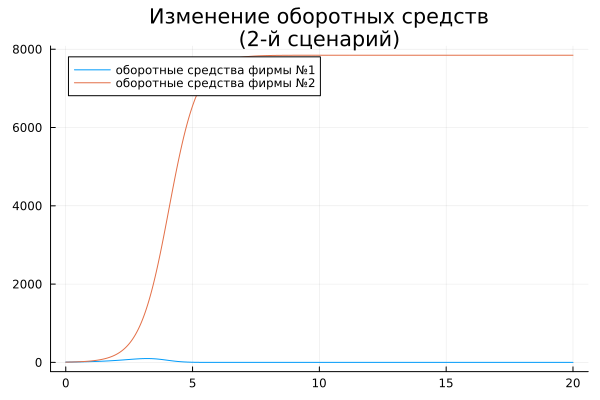 Изменение оборотных средств
(2-й сценарий)
8000
оборотные средства фирмы №1
оборотные средства фирмы №2
6000
4000
2000
0
0 5 10 15 20